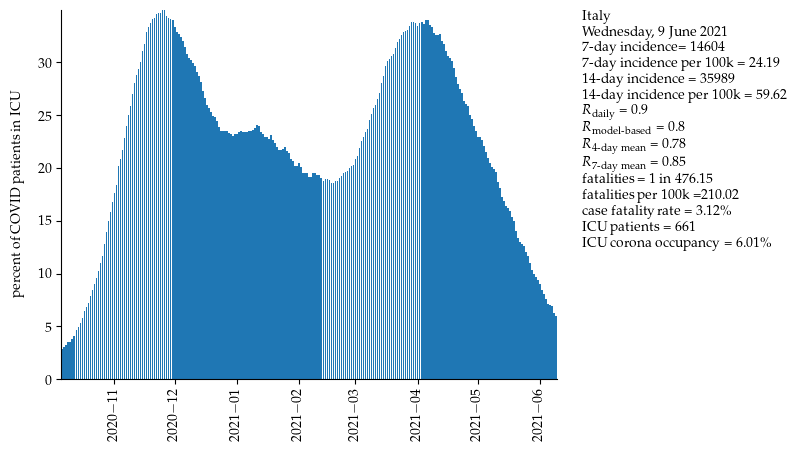 percent of COVID patients in ICU
30
25
20
15
10
5
0
2020−11
2020−12
2021−01
2021−02
2021−03
2021−04
2021−05
2021−06
Italy
Wednesday, 9 June 2021
7-day incidence= 14604
7-day incidence per 100k = 24.19
14-day incidence = 35989
14-day incidence per 100k = 59.62
R daily = 0.9
R model-based = 0.8
R 4-day mean = 0.78
R 7-day mean = 0.85
fatalities = 1 in 476.15
fatalities per 100k =210.02
case fatality rate = 3.12%
ICU patients = 661
ICU corona occupancy = 6.01%